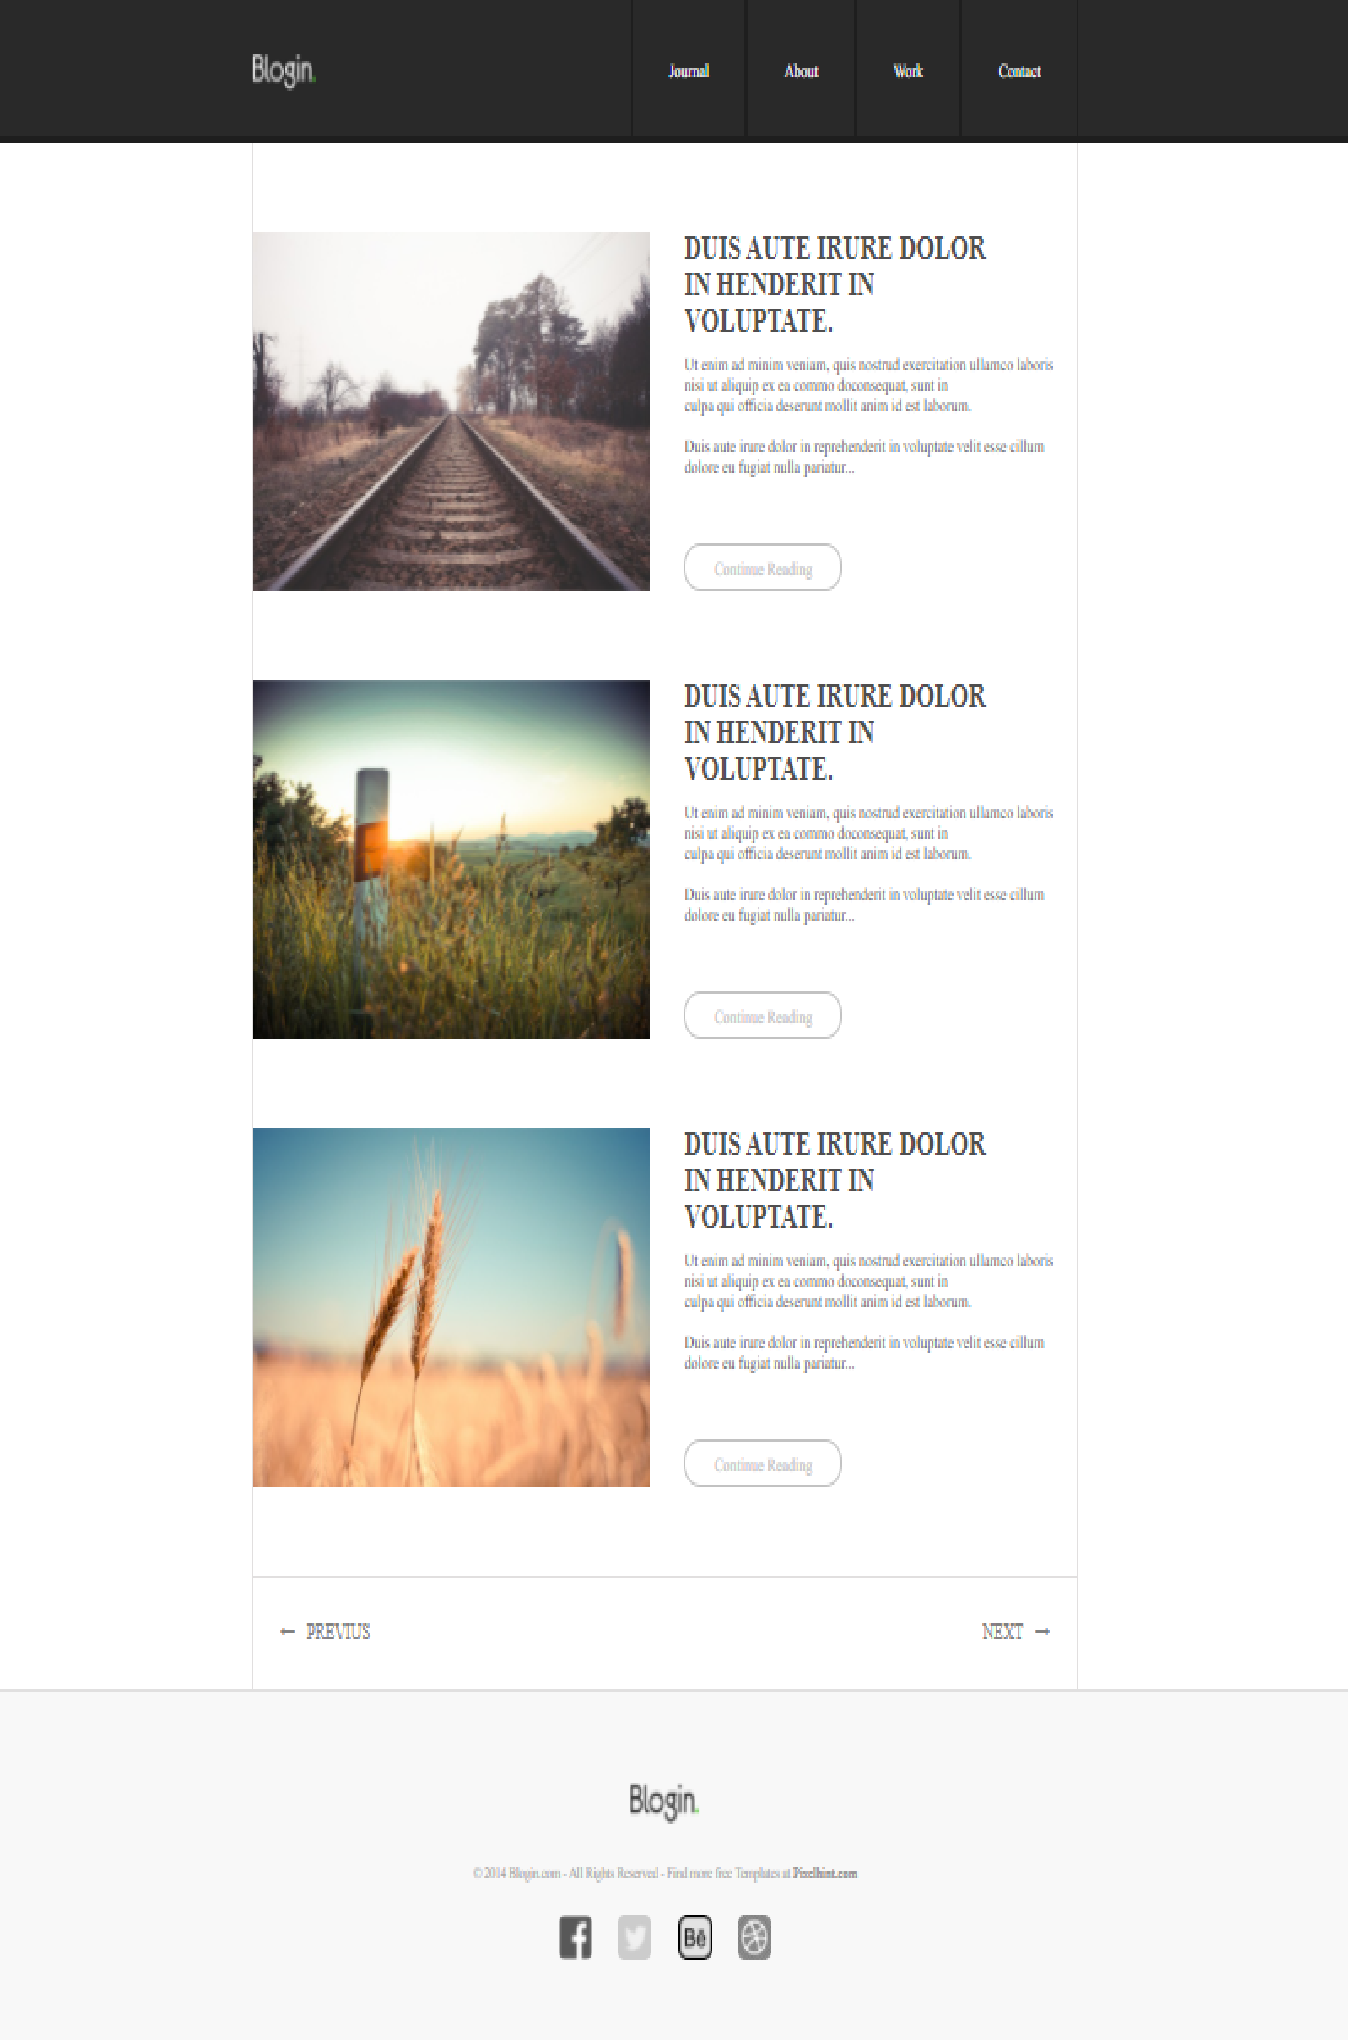 Blogin.
Journal
About
Work
Contact
DUIS AUTE IRURE DOLOR
IN HENDERIT IN
VOLUPTATE.
Ut enim ad minim veniam, quis nostrud exercitation ullamco laboris
nisi ut aliquip ex ea commo doconsequat, sunt in
culpa qui officia deserunt mollit anim id est laborum.
Duis aute irure dolor in reprehenderit in voluptate velit esse cillum
dolore eu fugiat nulla pariatur...
Continue Reading
DUIS AUTE IRURE DOLOR
IN HENDERIT IN
VOLUPTATE.
Ut enim ad minim veniam, quis nostrud exercitation ullamco laboris
nisi ut aliquip ex ea commo doconsequat, sunt in
culpa qui officia deserunt mollit anim id est laborum.
Duis aute irure dolor in reprehenderit in voluptate velit esse cillum
dolore eu fugiat nulla pariatur...
Continue Reading
DUIS AUTE IRURE DOLOR
IN HENDERIT IN
VOLUPTATE.
Ut enim ad minim veniam, quis nostrud exercitation ullamco laboris
nisi ut aliquip ex ea commo doconsequat, sunt in
culpa qui officia deserunt mollit anim id est laborum.
Duis aute irure dolor in reprehenderit in voluptate velit esse cillum
dolore eu fugiat nulla pariatur...
Continue Reading
← PREVIUS
NEXT →
Blogin.
© 2014 Blogin.com - All Rights Reserved - Find more free Templates at Pixelhint.com
Bē